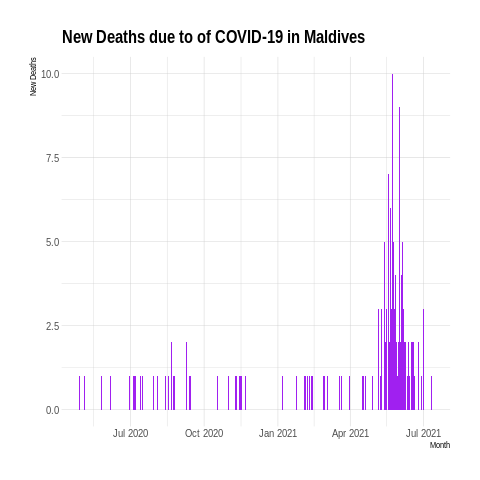 New Deaths due to of COVID-19 in Maldives
New Deaths
10.0
7.5
5.0
2.5
0.0
Jul 2020 Oct 2020 Jan 2021 Apr 2021 Jul 2021
Month